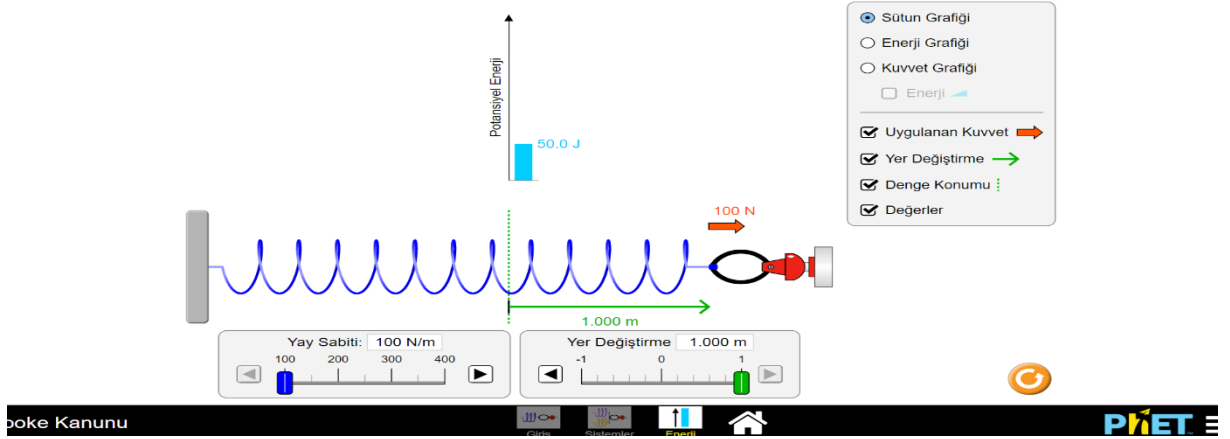 Potansiyel Enerji
50.0 J
Sütun Grafiği
Enerji Grafiği
Kuvvet Grafiği
Enerji
Uygulanan Kuvvet
Yer Değiştirme
Denge Konumu
Değerler
100 N
1.000 m
Yay Sabiti: 100 N/m
100 200 300 400
Yer Değiştirme 1.000 m
-1 0 1
ooke Kanunu
Giriş
Sistemler
Enerji
PhET